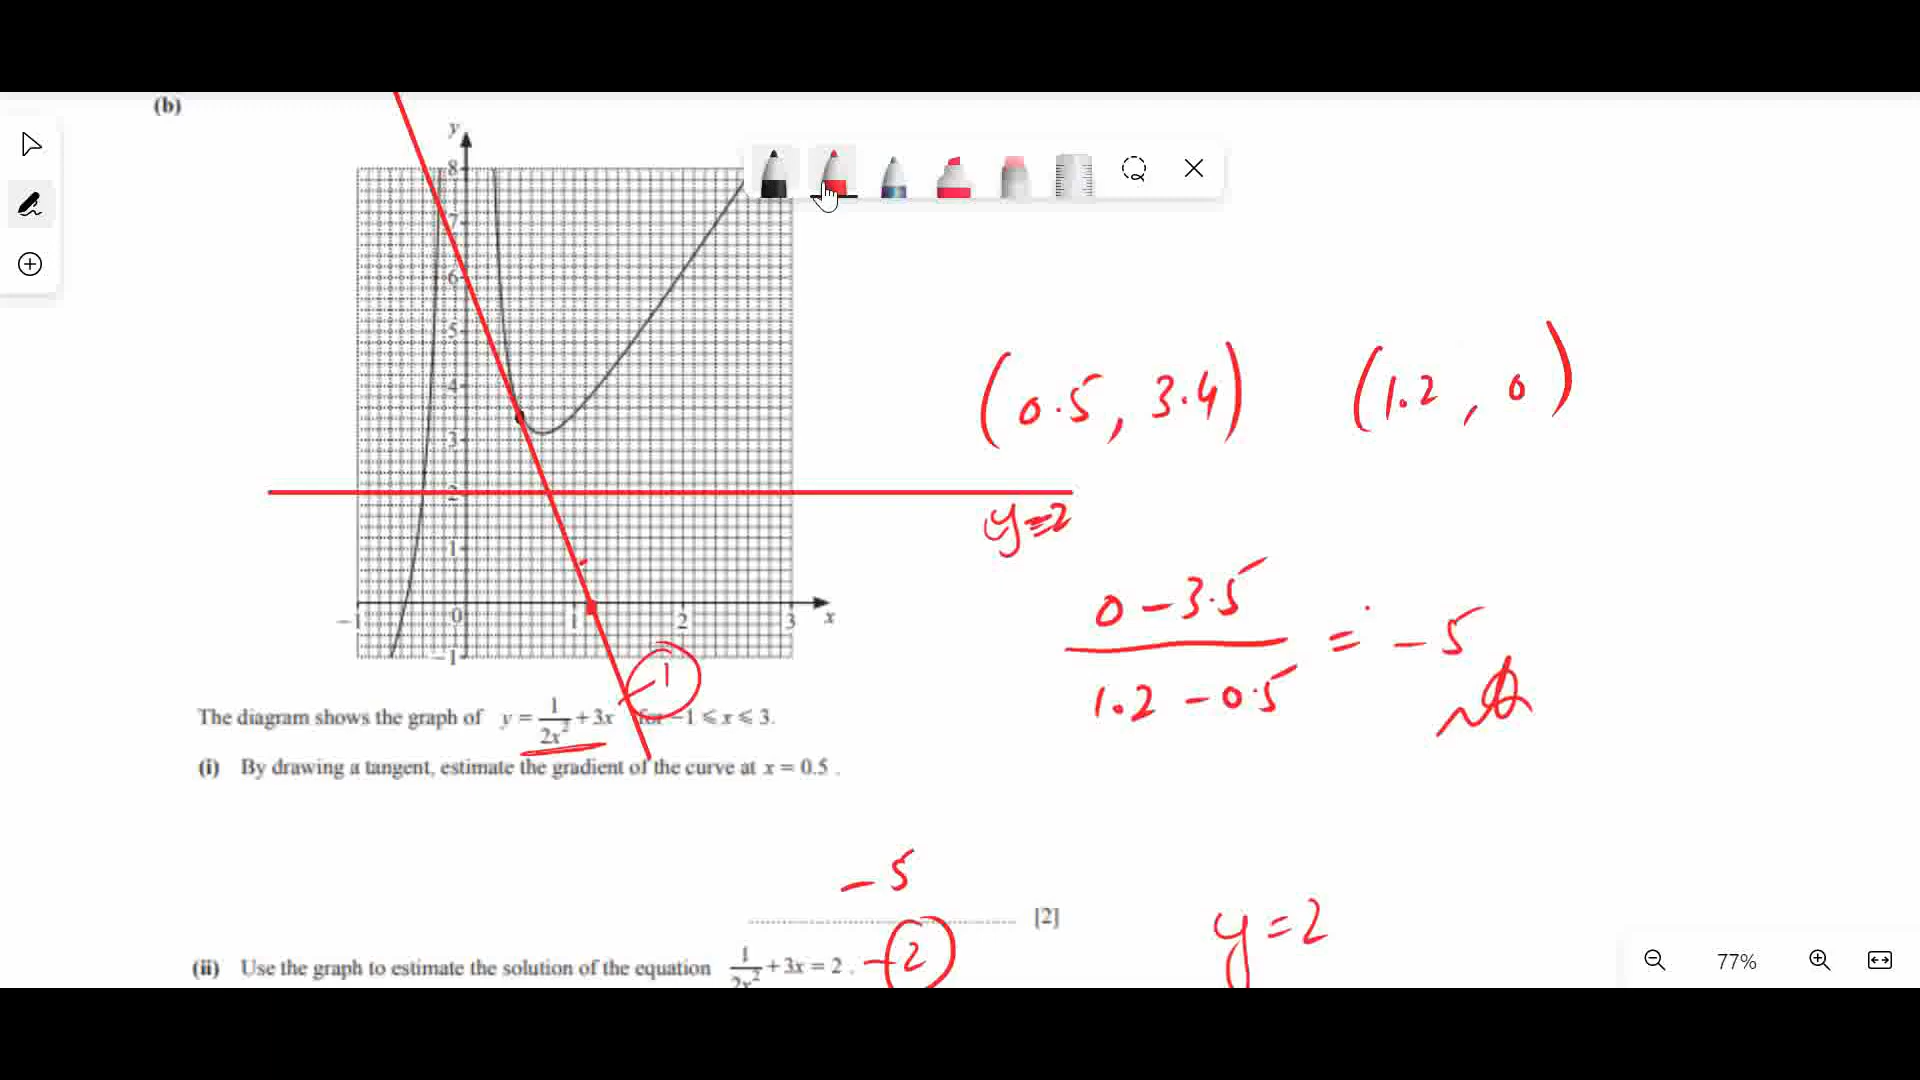 (b)
y
8
7
6
5
4
3
2
1
-1 0 1 2 3 x
-1
(0.5, 3.4) (1.2, 0)
y=2
0 - 3.5
1.2 - 0.5
= -5
-1
The diagram shows the graph of y = 1/2x² + 3x for -1 ⩽ x ⩽ 3.
(i) By drawing a tangent, estimate the gradient of the curve at x = 0.5 .
-5
[2]
y=2
(ii) Use the graph to estimate the solution of the equation 1/2x² + 3x = 2 . -2
77%